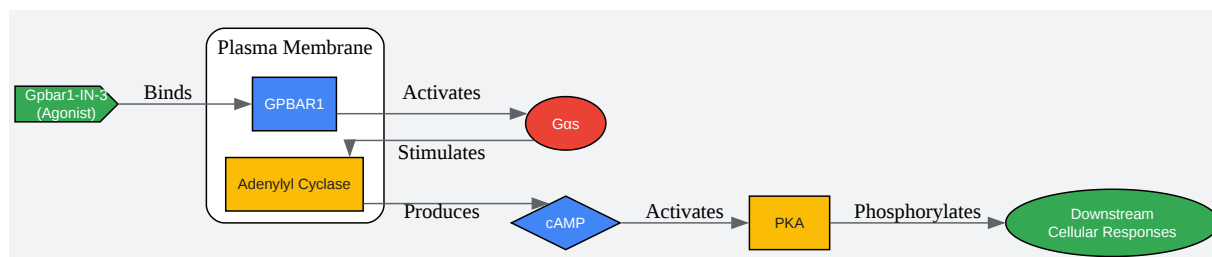 Plasma Membrane
Gpbar1-IN-3
(Agonist)
Binds
GPBAR1
Activates
Gαs
Stimulates
Adenylyl Cyclase
Produces
cAMP
Activates
PKA
Phosphorylates
Downstream
Cellular Responses